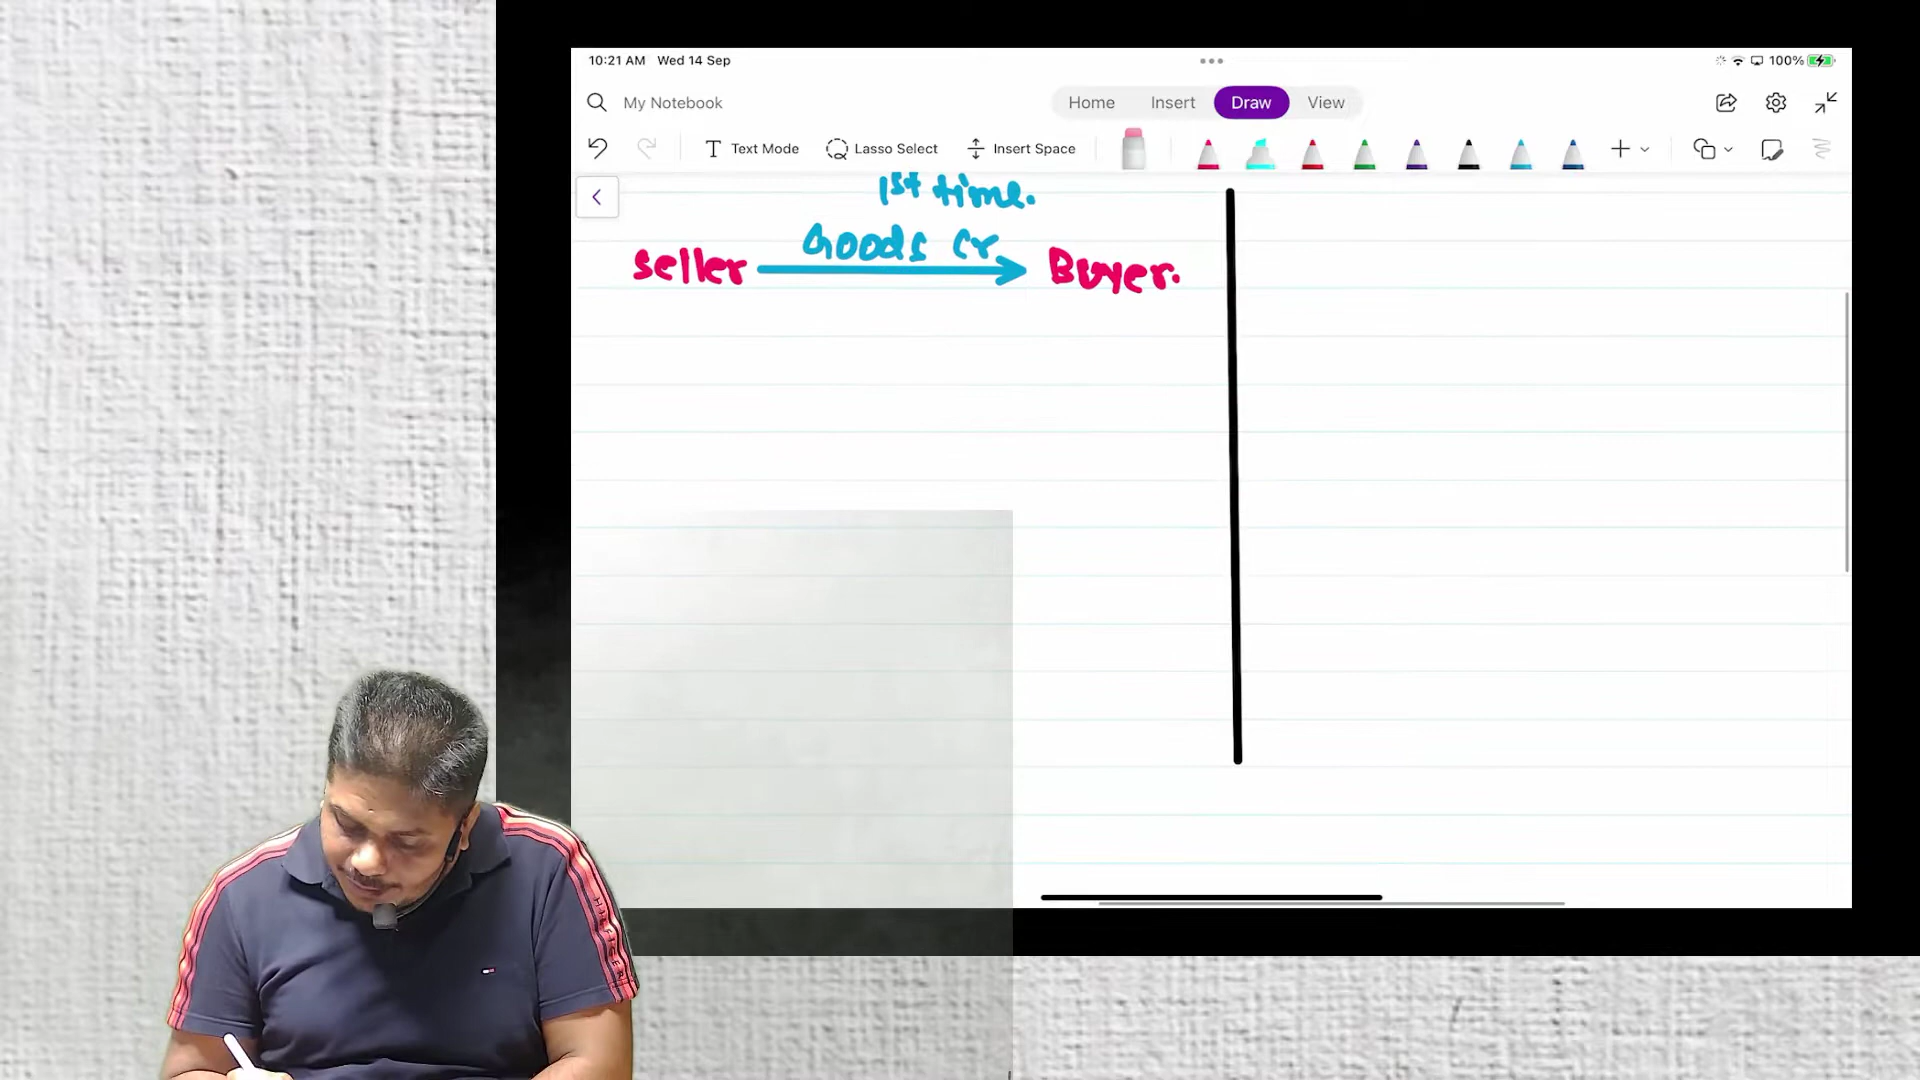 10:21 AM Wed 14 Sep
100%
My Notebook
Home Insert Draw View
Text Mode Lasso Select Insert Space
1st time.
Goods Cr
Seller Buyer.